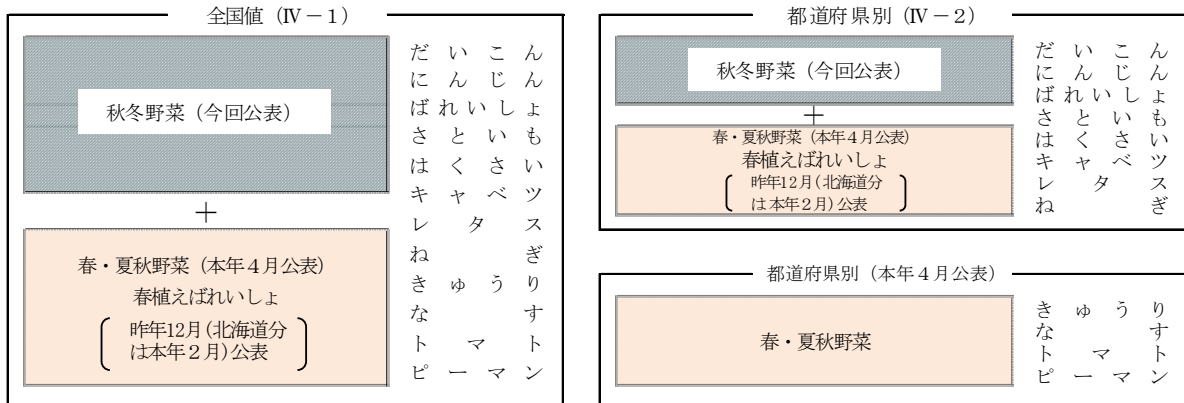 全国値（Ⅳ－１）
秋冬野菜（今回公表）
＋
春・夏秋野菜（本年４月公表）
春植えばれいしょ
昨年12月（北海道分
は本年２月）公表
だいこん
にんじん
ばれいしょ
さといも
はくさい
キャベツ
レタス
ねぎ
きゅうり
なす
トマト
ピーマン
都道府県別（Ⅳ－２）
秋冬野菜（今回公表）
＋
春・夏秋野菜（本年４月公表）
春植えばれいしょ
昨年12月（北海道分
は本年２月）公表
だいこん
にんじん
ばれいしょ
さといも
はくさい
キャベツ
レタス
ねぎ
都道府県別（本年４月公表）
春・夏秋野菜
きゅうり
なす
トマト
ピーマン